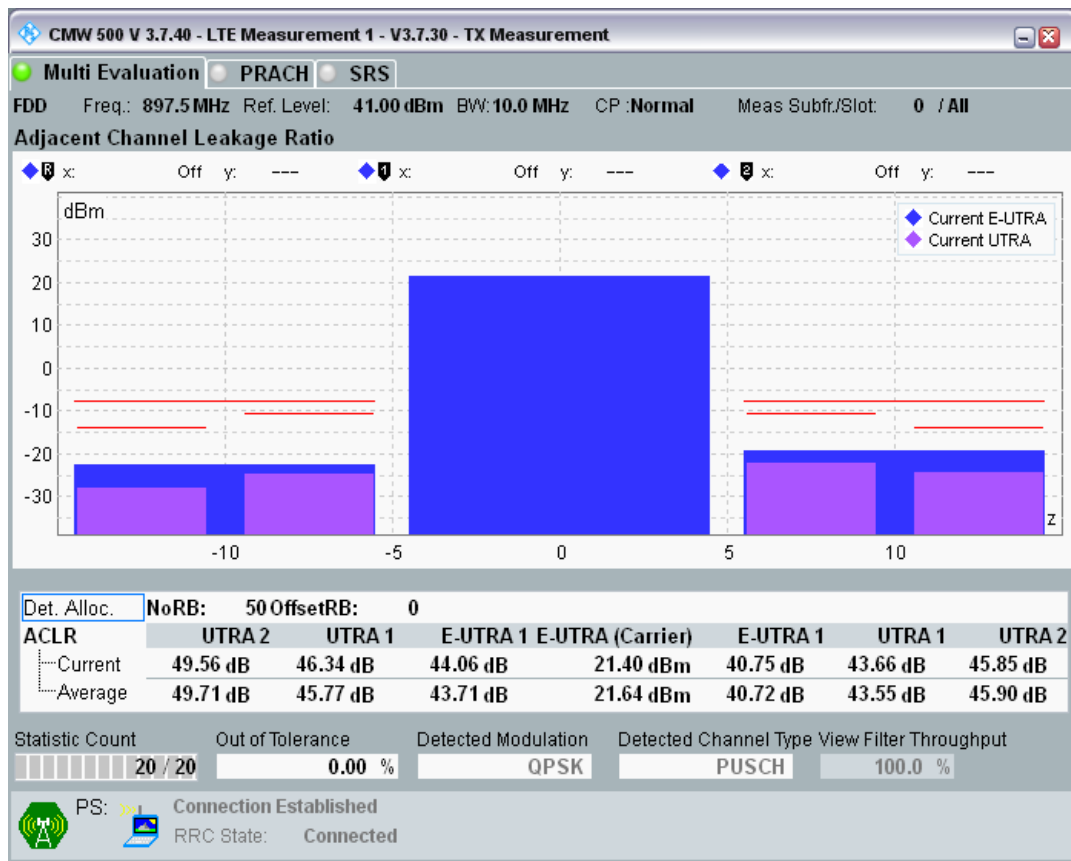 CMW 500 V 3.7.40 - LTE Measurement 1 - V3.7.30 - TX Measurement
Multi Evaluation PRACH SRS
FDD Freq.: 897.5 MHz Ref. Level: 41.00 dBm BW: 10.0 MHz CP :Normal Meas Subfr./Slot: 0 / All
Adjacent Channel Leakage Ratio
R x: Off y: --- 1 x: Off y: --- 2 x: Off y: ---
dBm
Current E-UTRA
Current UTRA
30
20
10
0
-10
-20
-30
z
-10 -5 0 5 10
Det. Alloc. NoRB: 50 OffsetRB: 0
ACLR UTRA 2 UTRA 1 E-UTRA 1 E-UTRA (Carrier) E-UTRA 1 UTRA 1 UTRA 2
Current 49.56 dB 46.34 dB 44.06 dB 21.40 dBm 40.75 dB 43.66 dB 45.85 dB
Average 49.71 dB 45.77 dB 43.71 dB 21.64 dBm 40.72 dB 43.55 dB 45.90 dB
Statistic Count Out of Tolerance Detected Modulation Detected Channel Type View Filter Throughput
20 / 20 0.00 % QPSK PUSCH 100.0 %
PS: Connection Established
RRC State: Connected